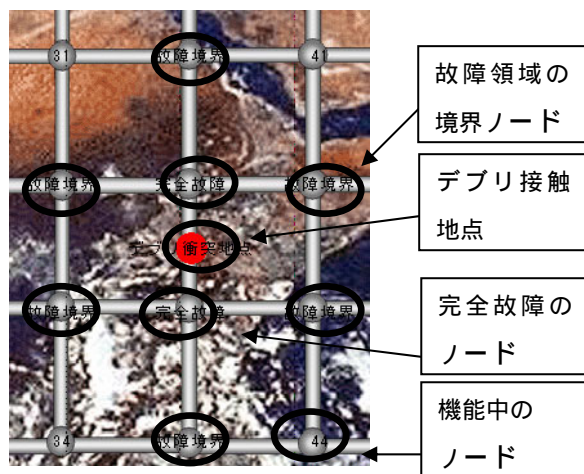 31 故障境界 41
故障境界 完全故障 故障境界
デブリ衝突地点
故障境界 完全故障 故障境界
34 故障境界 44
故障領域の
境界ノード
デブリ接触
地点
完全故障の
ノード
機能中の
ノード